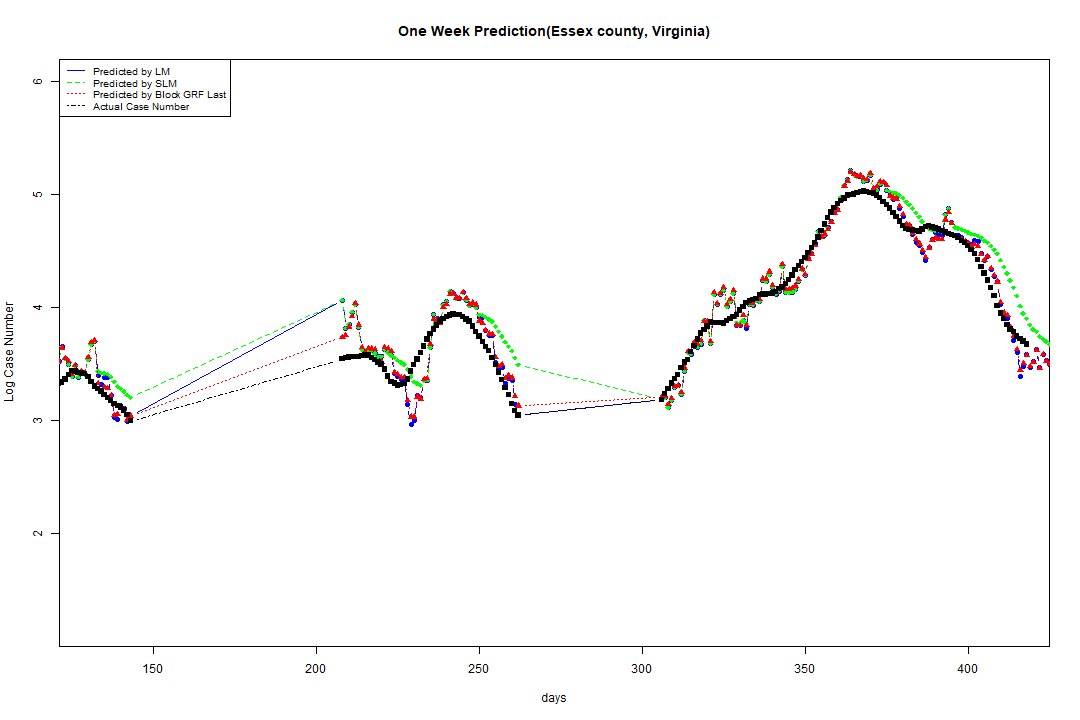 One Week Prediction(Essex county, Virginia)
Predicted by LM
Predicted by SLM
Predicted by Block GRF Last
Actual Case Number
6
5
4
3
2
Log Case Number
150
200
250
300
350
400
days